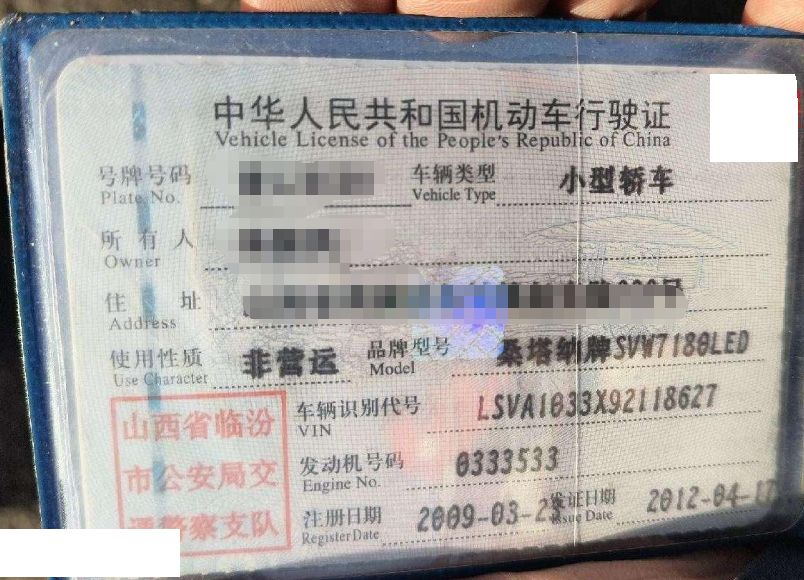 中华人民共和国机动车行驶证
Vehicle License of the People's Republic of China
号牌号码 车辆类型 小型轿车
Plate No. Vehicle Type
所有人
Owner
住址 号
Address
使用性质 非营运 品牌型号 桑塔纳牌SVW7180LED
Use Character Model
山西省临汾
市公安局交
通警察支队
车辆识别代号 LSVA1033X92118627
VIN
发动机号码 0333533
Engine No.
注册日期 2009-03-23 发证日期 2012-04-17
Register Date Issue Date